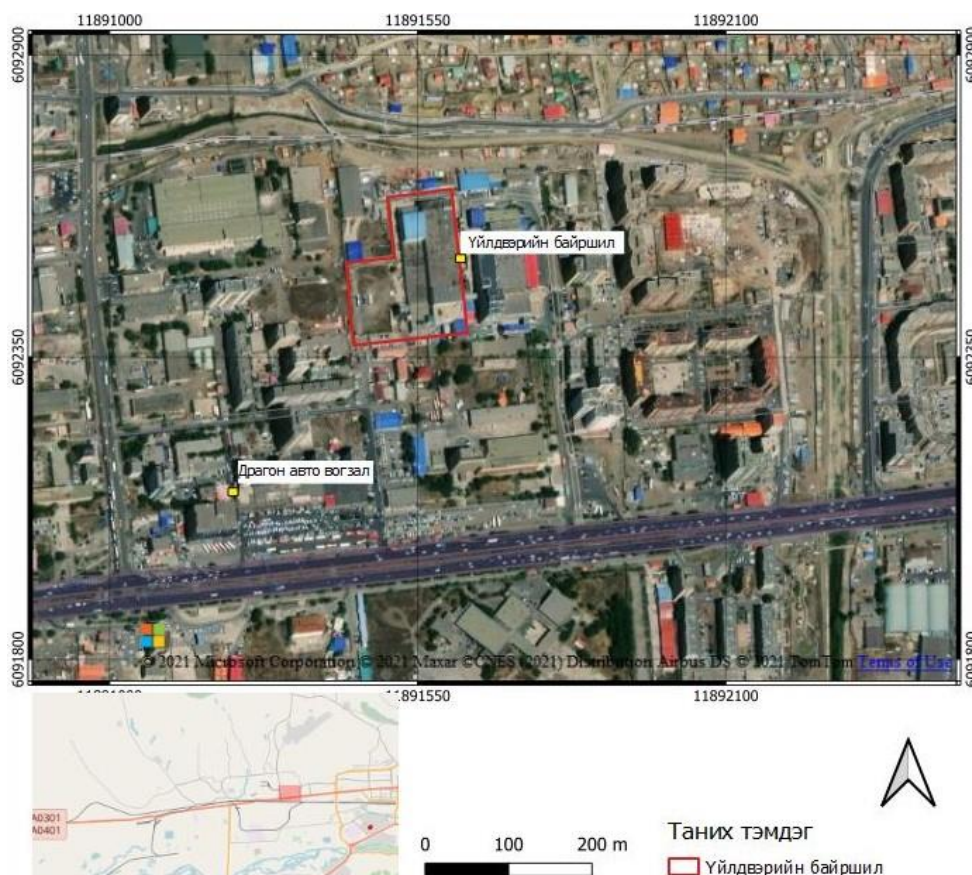 11891000 11891550 11892100
6092900 6092900
Үйлдвэрийн байршил
6092350 6092350
Драгон авто вогзал
© 2021 Microsoft Corporation © 2021 Maxar ©CNES (2021) Distribution Airbus DS © 2021 TomTom Terms of Use
6091800 6091800
11891000 11891550 11892100
A0301
A0401
0 100 200 m
Таних тэмдэг
Үйлдвэрийн байршил